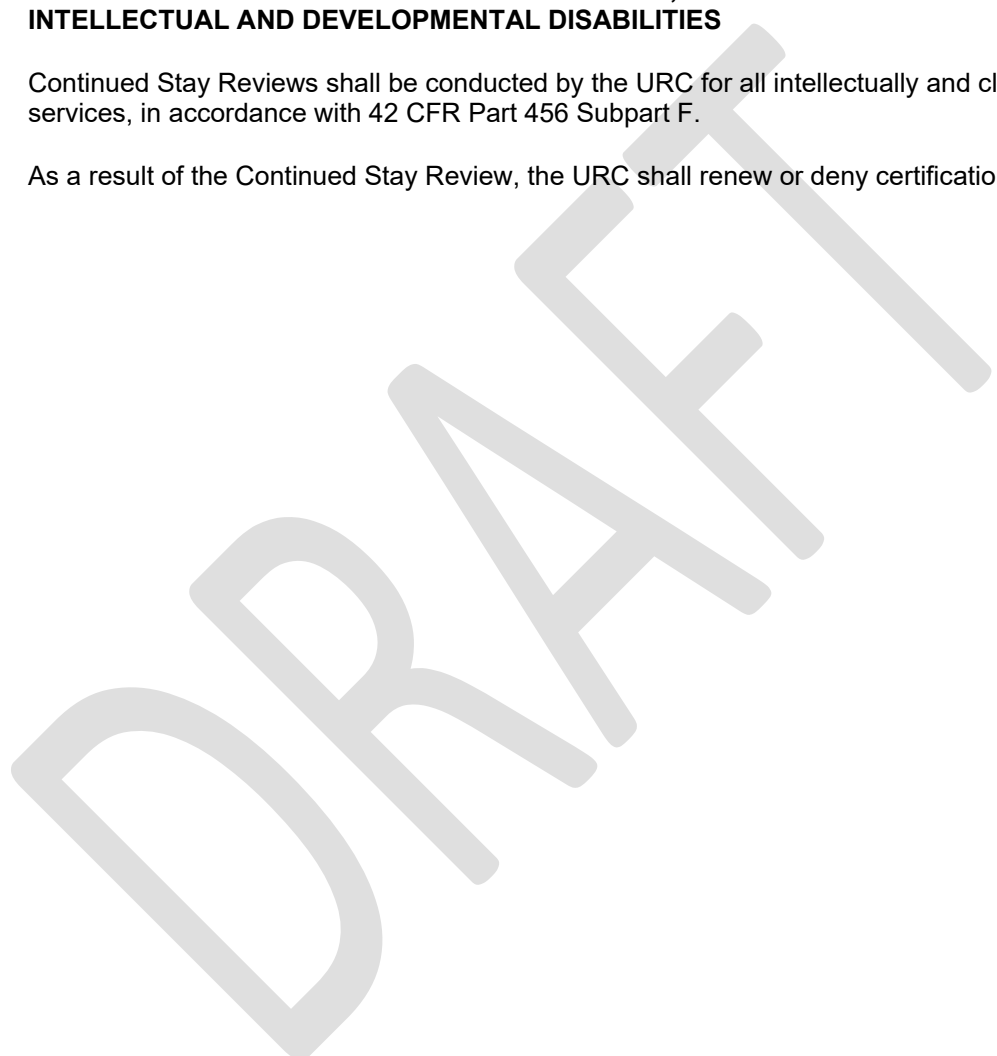 INTELLECTUAL AND DEVELOPMENTAL DISABILITIES
Continued Stay Reviews shall be conducted by the URC for all intellectually and
services, in accordance with 42 CFR Part 456 Subpart F.
As a result of the Continued Stay Review, the URC shall renew or deny
DRAFT